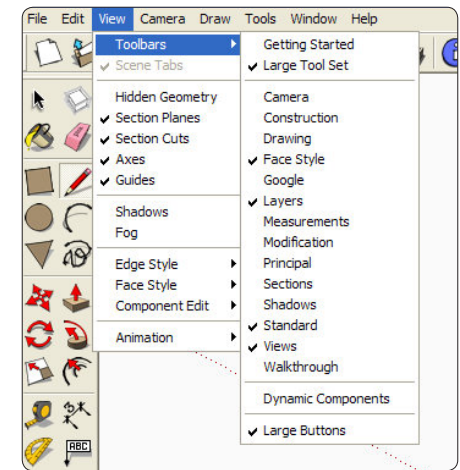 File Edit View Camera Draw Tools Window Help
Toolbars
Scene Tabs
Hidden Geometry
Section Planes
Section Cuts
Axes
Guides
Shadows
Fog
Edge Style
Face Style
Component Edit
Animation
Getting Started
Large Tool Set
Camera
Construction
Drawing
Face Style
Google
Layers
Measurements
Modification
Principal
Sections
Shadows
Standard
Views
Walkthrough
Dynamic Components
Large Buttons
ABC